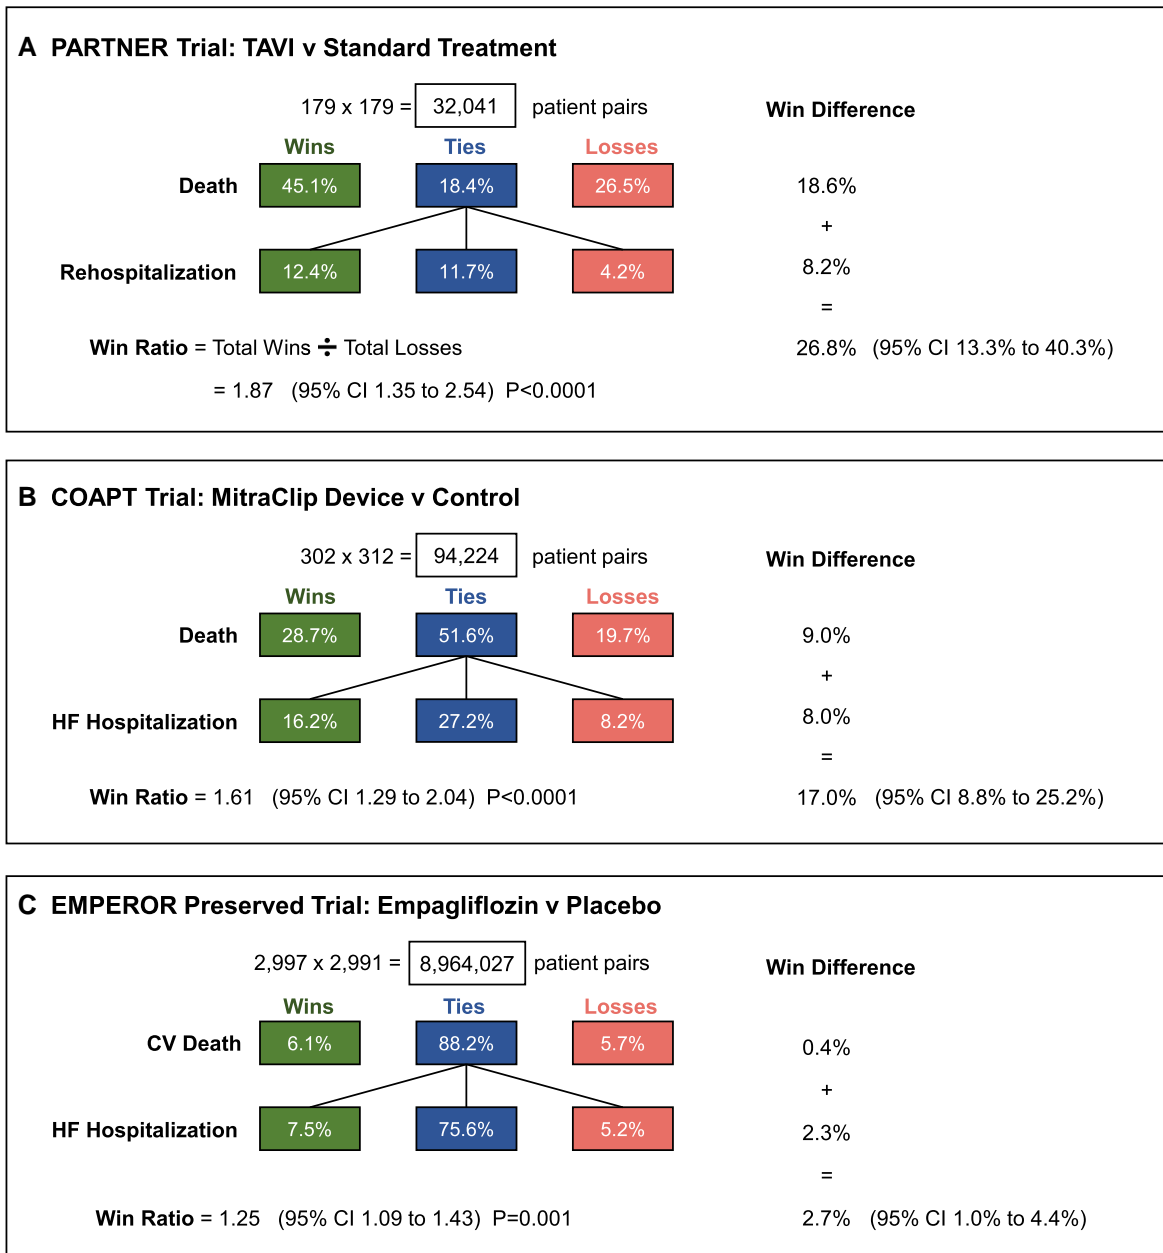 A PARTNER Trial: TAVI v Standard Treatment
179 x 179 = 32,041 patient pairs
Win Difference
Wins Ties Losses
Death 45.1% 18.4% 26.5% 18.6%
+
Rehospitalization 12.4% 11.7% 4.2% 8.2%
=
Win Ratio = Total Wins ÷ Total Losses 26.8% (95% CI 13.3% to 40.3%)
= 1.87 (95% CI 1.35 to 2.54) P<0.0001
B COAPT Trial: MitraClip Device v Control
302 x 312 = 94,224 patient pairs
Win Difference
Wins Ties Losses
Death 28.7% 51.6% 19.7% 9.0%
+
HF Hospitalization 16.2% 27.2% 8.2% 8.0%
=
Win Ratio = 1.61 (95% CI 1.29 to 2.04) P<0.0001 17.0% (95% CI 8.8% to 25.2%)
C EMPEROR Preserved Trial: Empagliflozin v Placebo
2,997 x 2,991 = 8,964,027 patient pairs
Win Difference
Wins Ties Losses
CV Death 6.1% 88.2% 5.7% 0.4%
+
HF Hospitalization 7.5% 75.6% 5.2% 2.3%
=
Win Ratio = 1.25 (95% CI 1.09 to 1.43) P=0.001 2.7% (95% CI 1.0% to 4.4%)